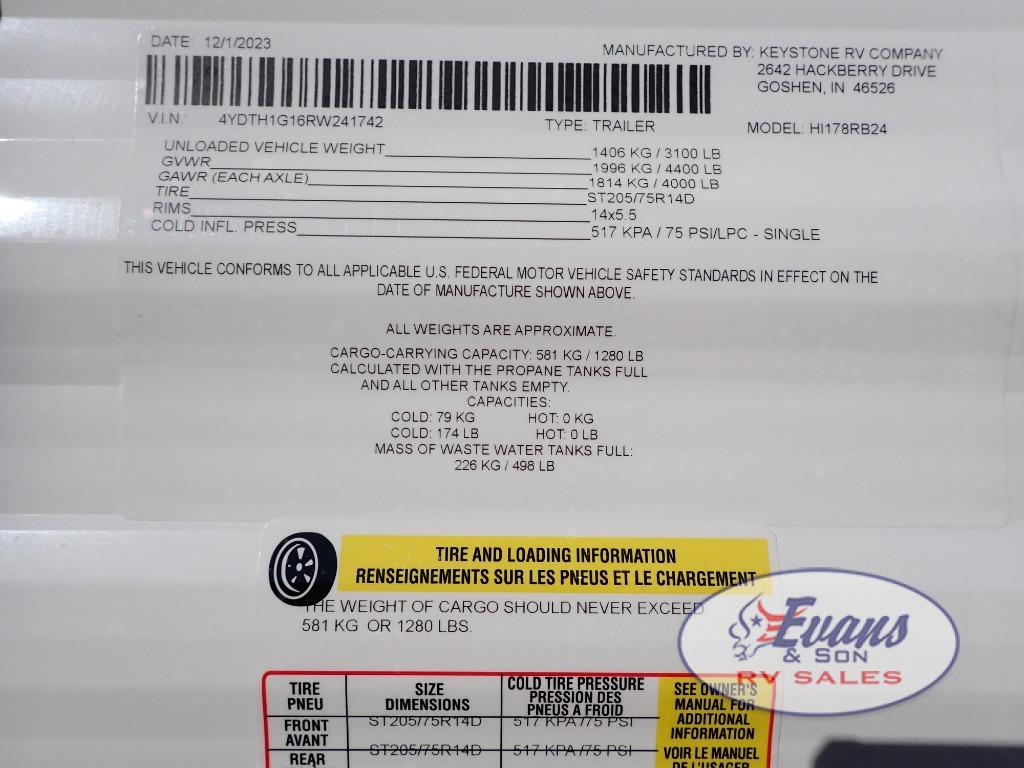 DATE: 12/1/2023
MANUFACTURED BY: KEYSTONE RV COMPANY
2642 HACKBERRY DRIVE
GOSHEN, IN 46526
V.I.N.: 4YDTH1G16RW241742 TYPE: TRAILER MODEL: HI178RB24
UNLOADED VEHICLE WEIGHT 1406 KG / 3100 LB
GVWR 1996 KG / 4400 LB
GAWR (EACH AXLE) 1814 KG / 4000 LB
TIRE ST205/75R14D
RIMS 14x5.5
COLD INFL. PRESS 517 KPA / 75 PSI/LPC - SINGLE
THIS VEHICLE CONFORMS TO ALL APPLICABLE U.S. FEDERAL MOTOR VEHICLE SAFETY STANDARDS IN EFFECT ON THE
DATE OF MANUFACTURE SHOWN ABOVE.
ALL WEIGHTS ARE APPROXIMATE.
CARGO-CARRYING CAPACITY: 581 KG / 1280 LB
CALCULATED WITH THE PROPANE TANKS FULL
AND ALL OTHER TANKS EMPTY.
CAPACITIES:
COLD: 79 KG HOT: 0 KG
COLD: 174 LB HOT: 0 LB
MASS OF WASTE WATER TANKS FULL:
226 KG / 498 LB
TIRE AND LOADING INFORMATION
RENSEIGNEMENTS SUR LES PNEUS ET LE CHARGEMENT
THE WEIGHT OF CARGO SHOULD NEVER EXCEED
581 KG OR 1280 LBS.
TIRE
PNEU
SIZE
DIMENSIONS
COLD TIRE PRESSURE
PRESSION DES
PNEUS A FROID
SEE OWNER'S
MANUAL FOR
ADDITIONAL
INFORMATION
FRONT
AVANT
ST205/75R14D
517 KPA /75 PSI
REAR
ST205/75R14D
517 KPA /75 PSI
VOIR LE MANUEL
DE L'USAGER
Evans
& SON
RV SALES